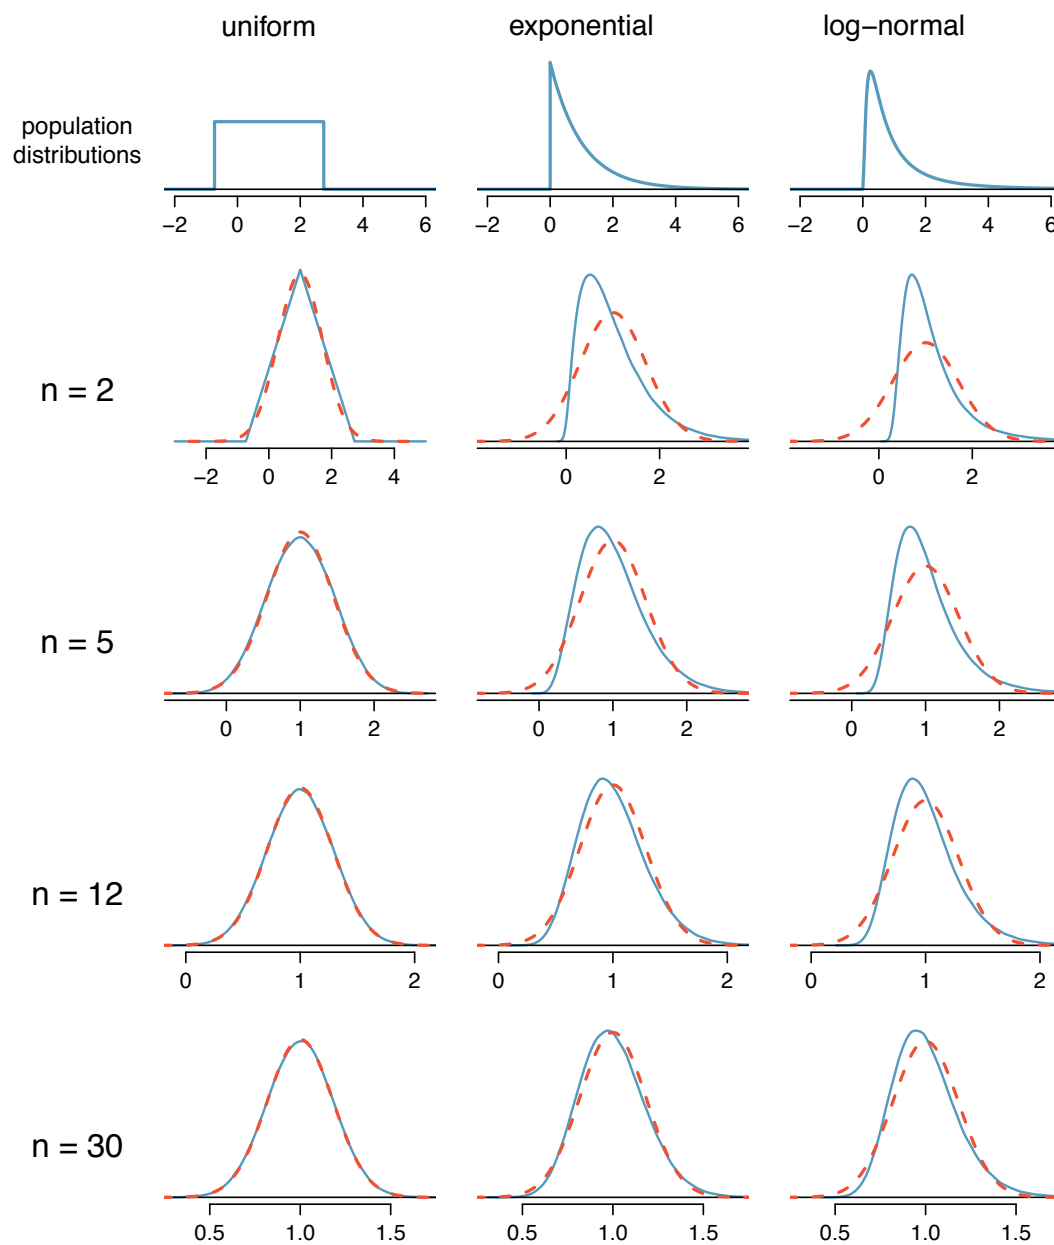 uniform exponential log−normal
population
distributions
−2 0 2 4 6 −2 0 2 4 6 −2 0 2 4 6
n = 2
−2 0 2 4 0 2 0 2
n = 5
0 1 2 0 1 2 0 1 2
n = 12
0 1 2 0 1 2 0 1 2
n = 30
0.5 1.0 1.5 0.5 1.0 1.5 0.5 1.0 1.5